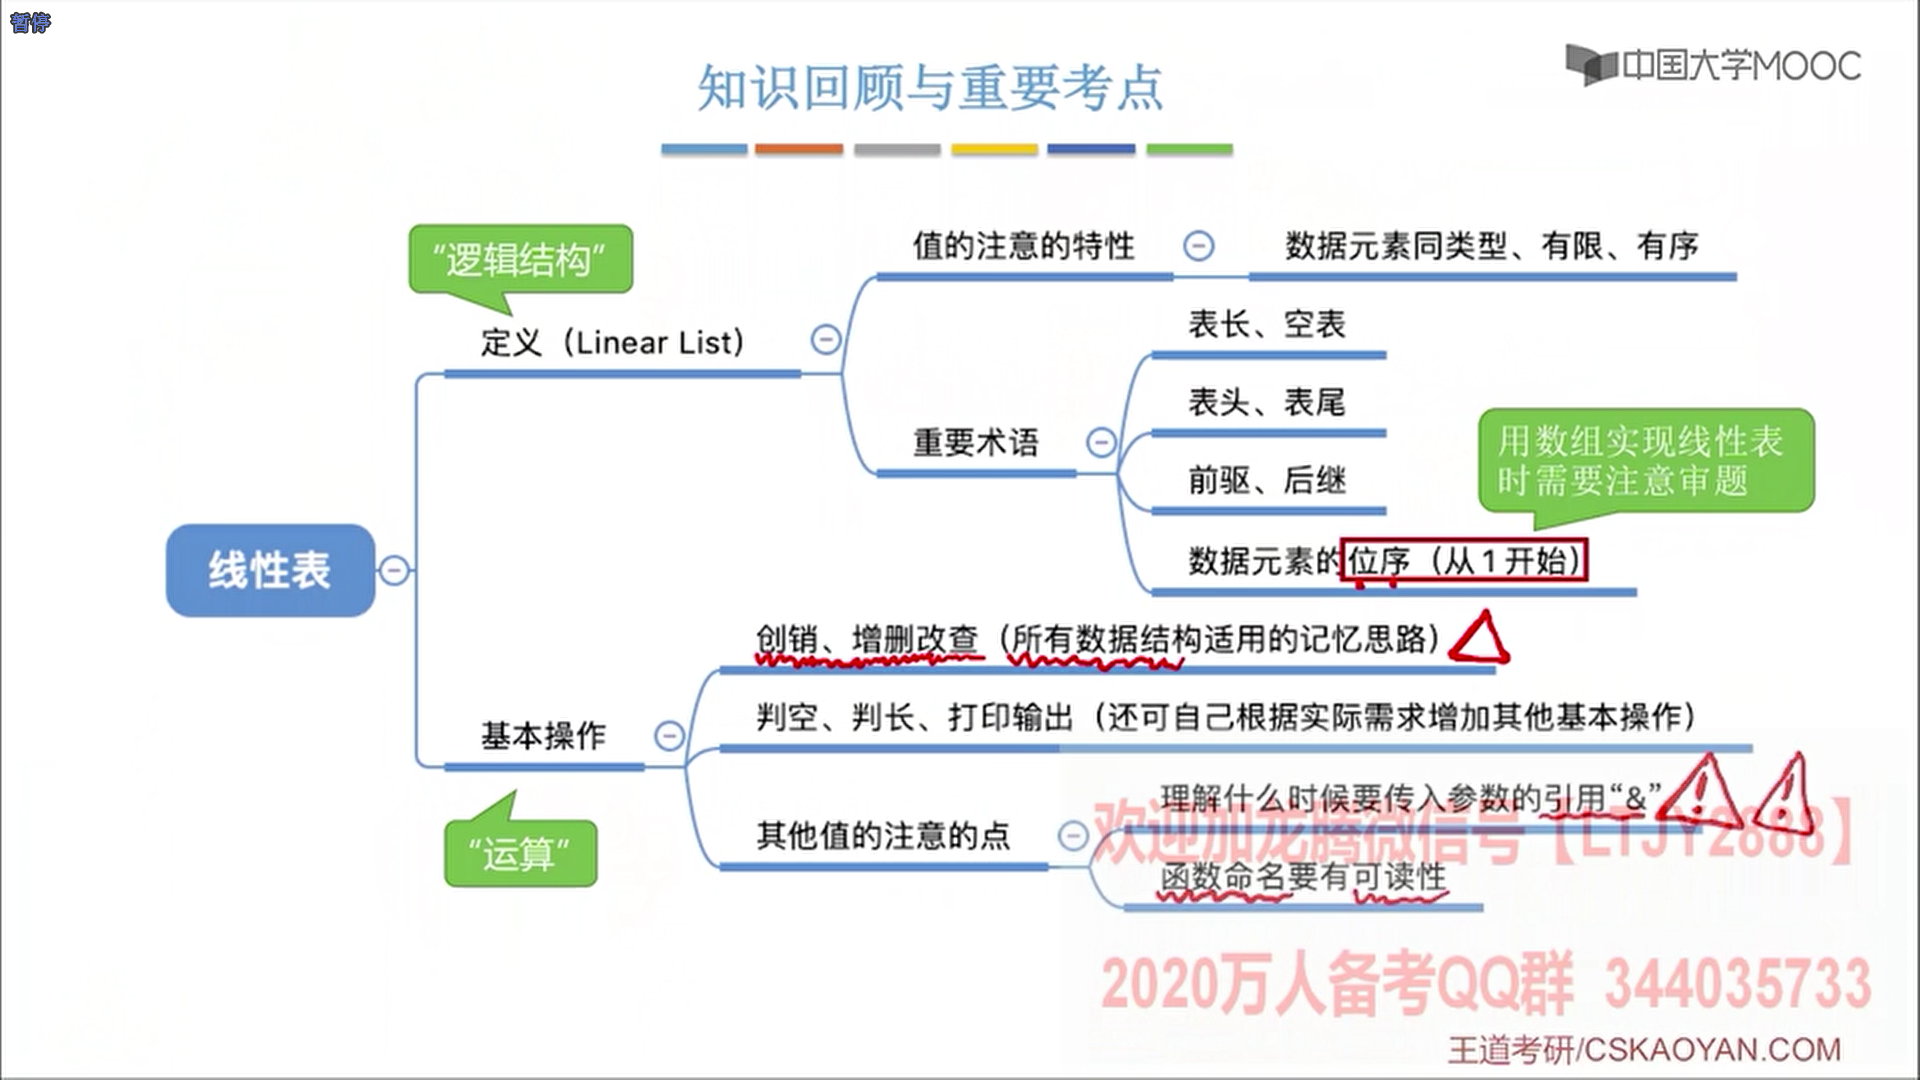 暂停
中国大学MOOC
知识回顾与重要考点
“逻辑结构”
值的注意的特性
数据元素同类型、有限、有序
定义（Linear List）
表长、空表
表头、表尾
重要术语
前驱、后继
用数组实现线性表
时需要注意审题
数据元素的位序（从1开始）
线性表
创销、增删改查（所有数据结构适用的记忆思路）
判空、判长、打印输出（还可自己根据实际需求增加其他基本操作）
基本操作
理解什么时候要传入参数的引用“&”
其他值的注意的点
欢迎加龙腾微信号【LTJY2888】
“运算”
函数命名要有可读性
2020万人备考QQ群 344035733
王道考研/CSKAOYAN.COM